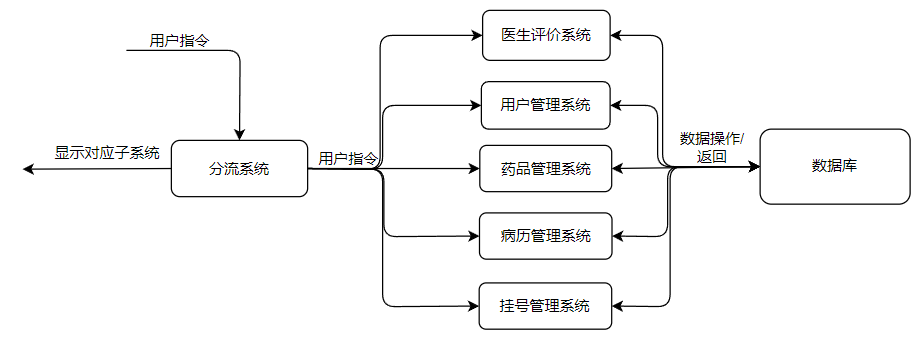 用户指令
显示对应子系统
分流系统
用户指令
医生评价系统
用户管理系统
药品管理系统
病历管理系统
挂号管理系统
数据操作/
返回
数据库